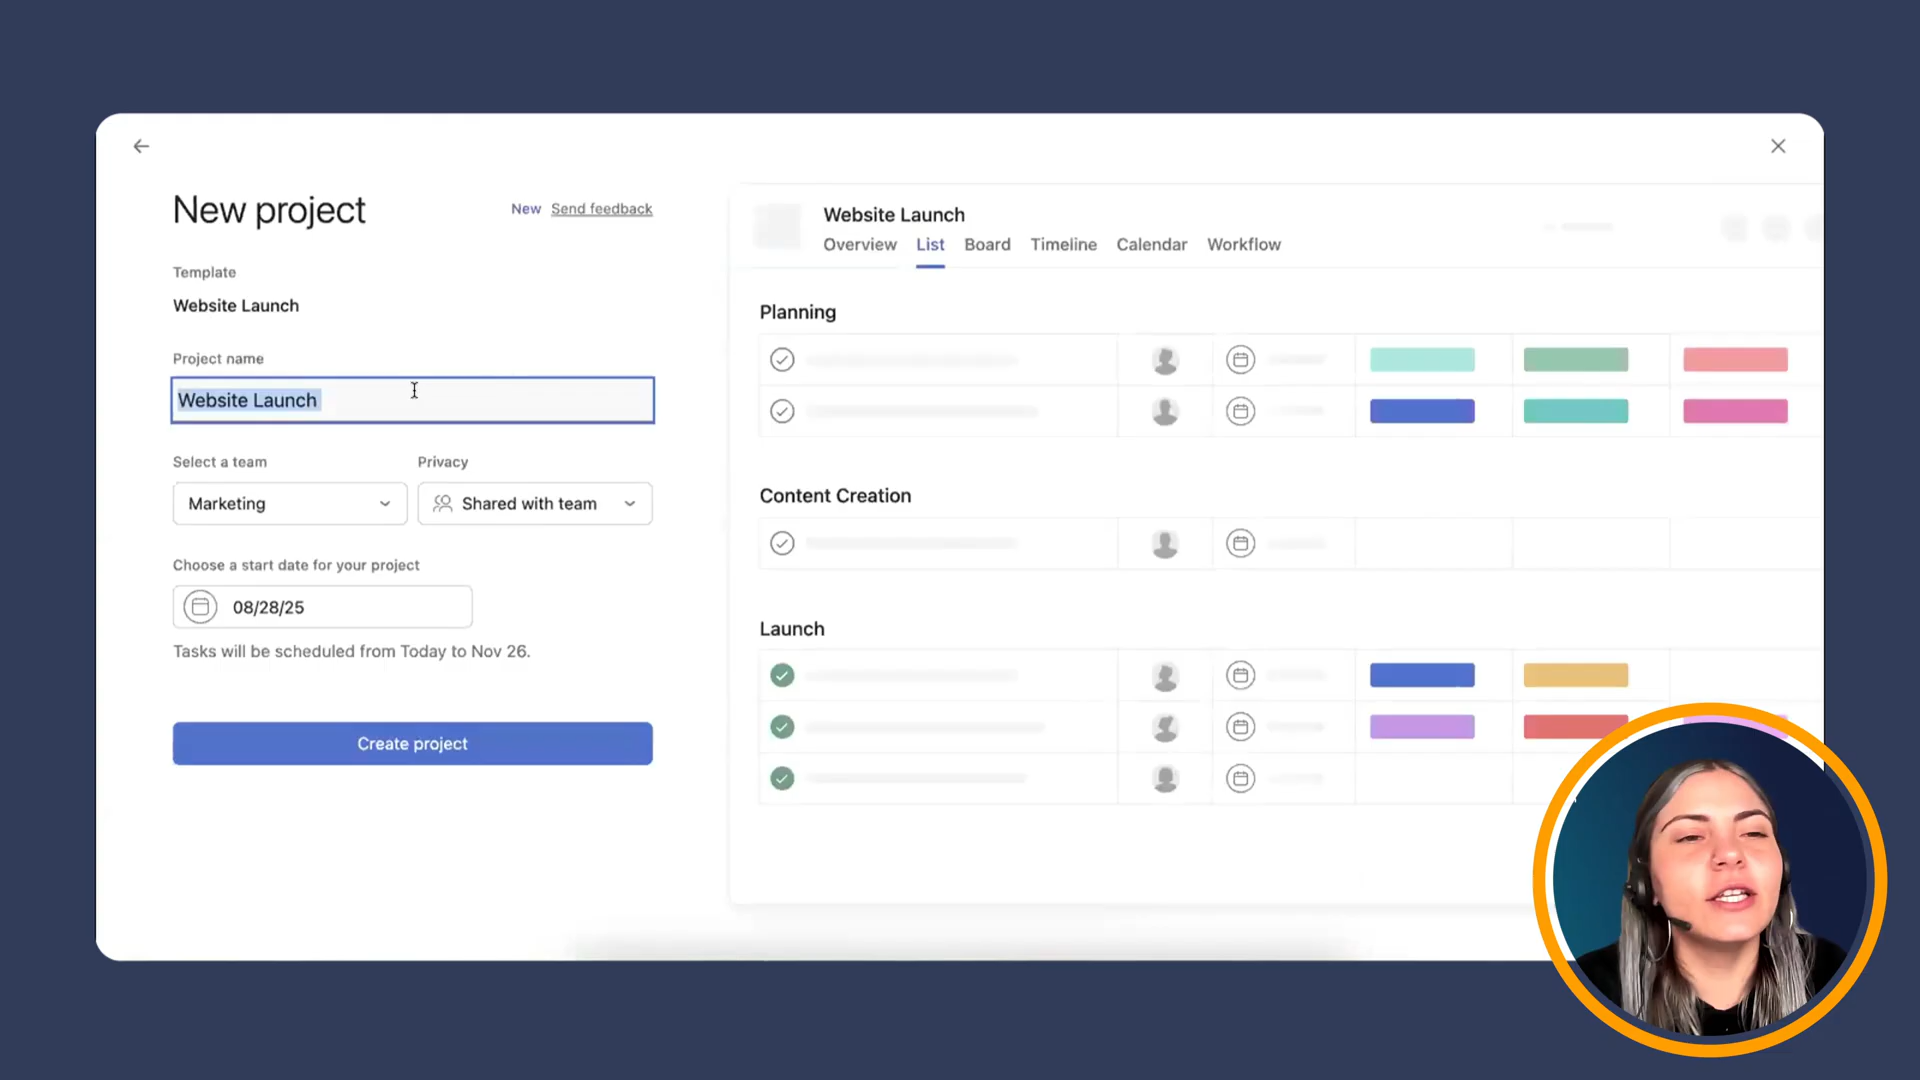 New project
New Send feedback
Template
Website Launch
Project name
Website Launch
Select a team
Privacy
Marketing
Shared with team
Choose a start date for your project
08/28/25
Tasks will be scheduled from Today to Nov 26.
Create project
Website Launch
Overview List Board Timeline Calendar Workflow
Planning
Content Creation
Launch